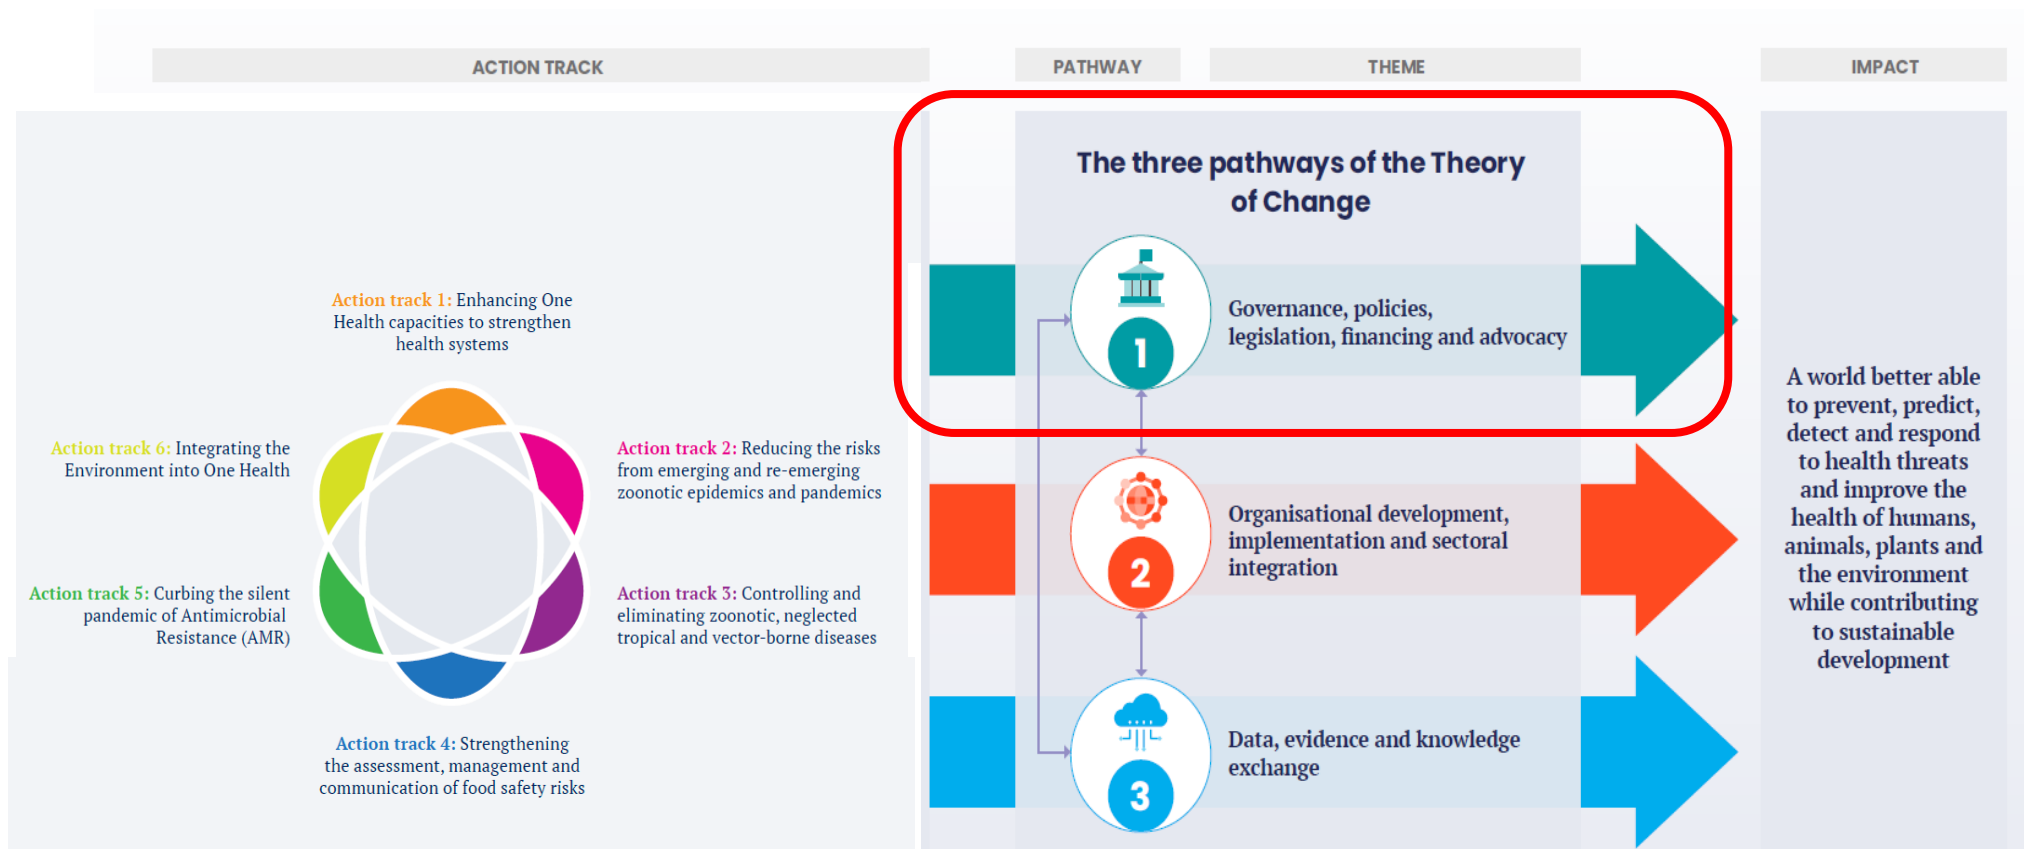 ACTION TRACK
PATHWAY
THEME
IMPACT
Action track 1: Enhancing One
Health capacities to strengthen
health systems
Action track 6: Integrating the
Environment into One Health
Action track 2: Reducing the risks
from emerging and re-emerging
zoonotic epidemics and pandemics
Action track 5: Curbing the silent
pandemic of Antimicrobial
Resistance (AMR)
Action track 3: Controlling and
eliminating zoonotic, neglected
tropical and vector-borne diseases
Action track 4: Strengthening
the assessment, management and
communication of food safety risks
The three pathways of the Theory
of Change
1
Governance, policies,
legislation, financing and advocacy
2
Organisational development,
implementation and sectoral
integration
3
Data, evidence and knowledge
exchange
A world better able
to prevent, predict,
detect and respond
to health threats
and improve the
health of humans,
animals, plants and
the environment
while contributing
to sustainable
development